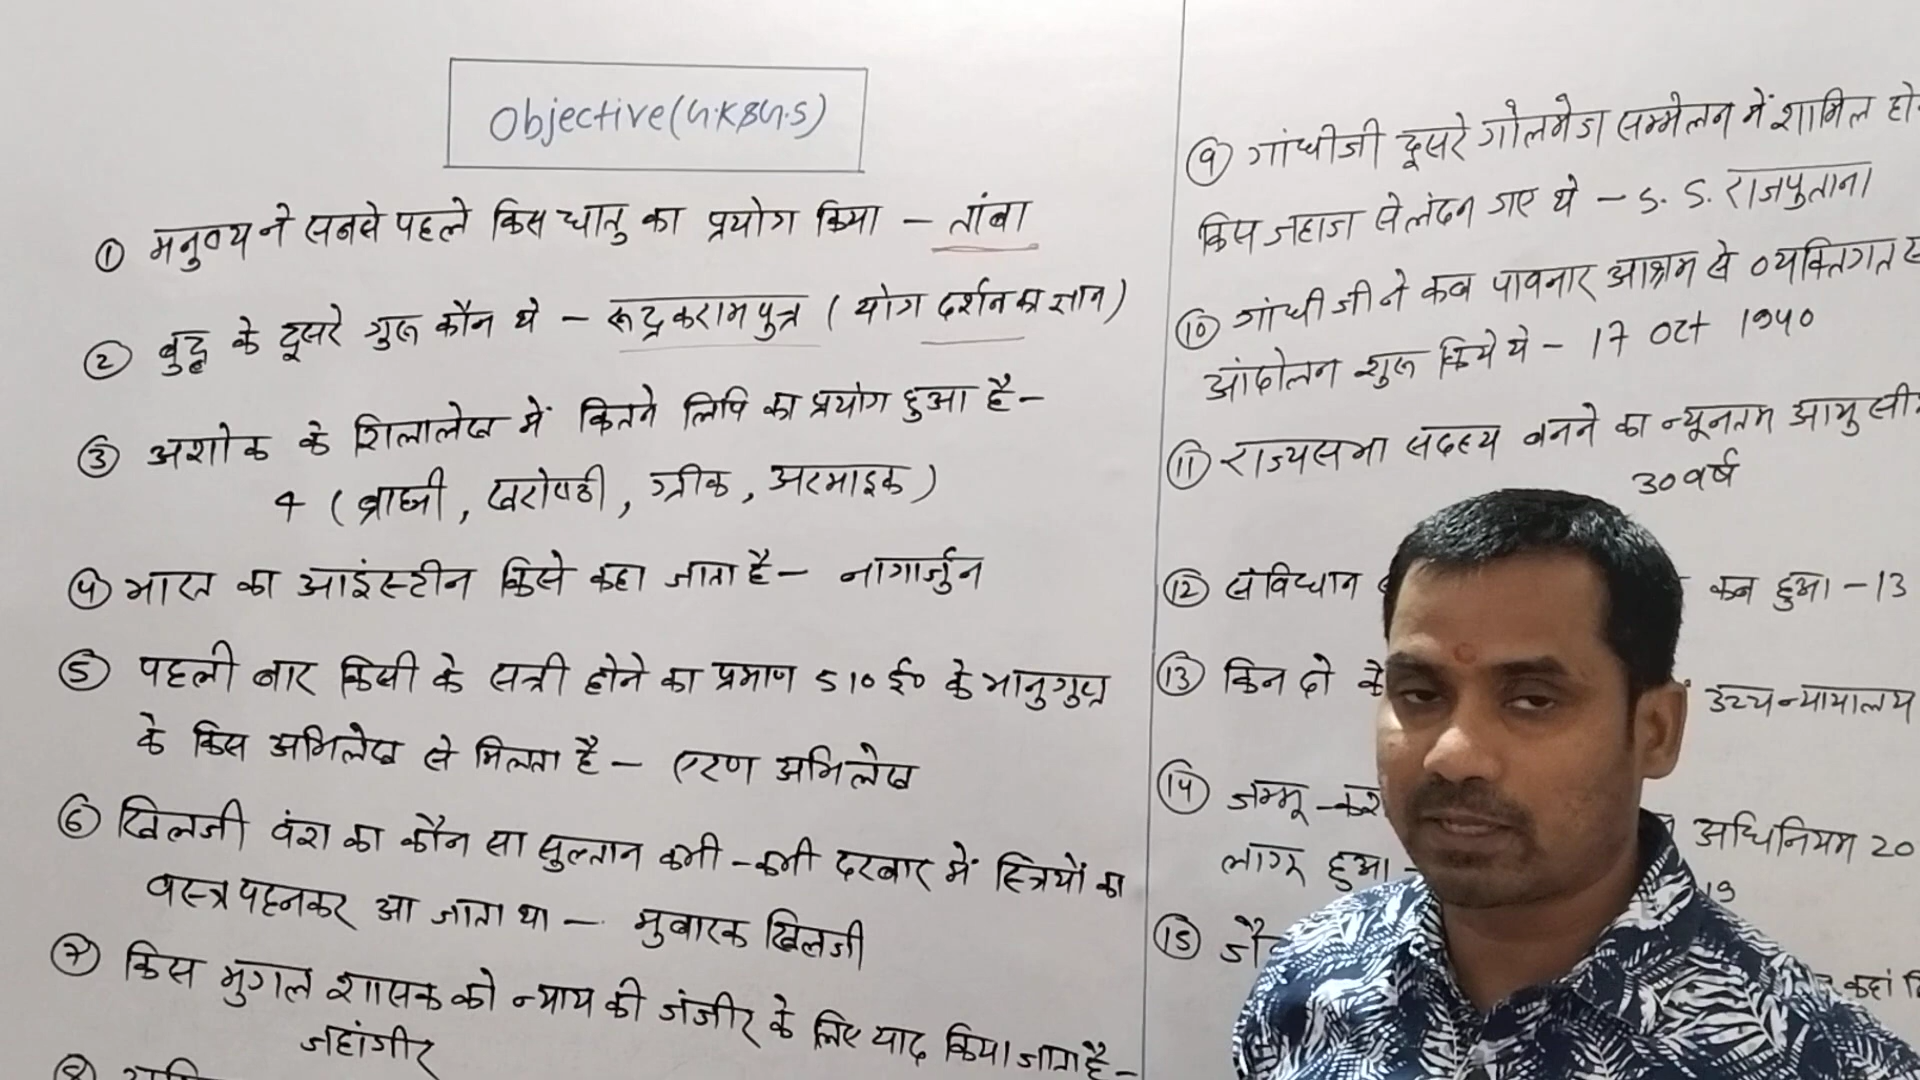 Objective(G.K&G.S)
① मनुष्य ने सबसे पहले किस धातु का प्रयोग किया – तांबा
② बुद्ध के दूसरे गुरू कौन थे – रूद्रकरामपुत्र ( योग दर्शन का ज्ञान )
③ अशोक के शिलालेख में कितने लिपि का प्रयोग हुआ है –
4 ( ब्राह्मी , खरोष्ठी , ग्रीक , अरमाइक )
④ भारत का आइंस्टीन किसे कहा जाता है – नागार्जुन
⑤ पहली बार किसी के सती होने का प्रमाण 510 ई० के भानुगुप्त
के किस अभिलेख से मिलता है – एरण अभिलेख
⑥ खिलजी वंश का कौन सा सुल्तान कभी-कभी दरबार में स्त्रियों का
वस्त्र पहनकर आ जाता था – मुबारक खिलजी
⑦ किस मुगल शासक को न्याय की जंजीर के लिए याद किया जाता है –
जहांगीर
⑧
⑨ गांधीजी दूसरे गोलमेज सम्मेलन में शामिल
किस जहाज से लंदन गए थे – S. S. राजपुताना
⑩ गांधी जी ने कब पावनार आश्रम से व्यक्तिगत
आंदोलन शुरू किये थे – 17 Oct 1940
⑪ राज्यसभा सदस्य बनने का न्यूनतम आयु
30 वर्ष
⑫ संविधान कब हुआ – 13
⑬ किन दो उच्च न्यायालय
⑭ जम्मू अधिनियम 20
लागू हुआ – 19
⑮ कहां